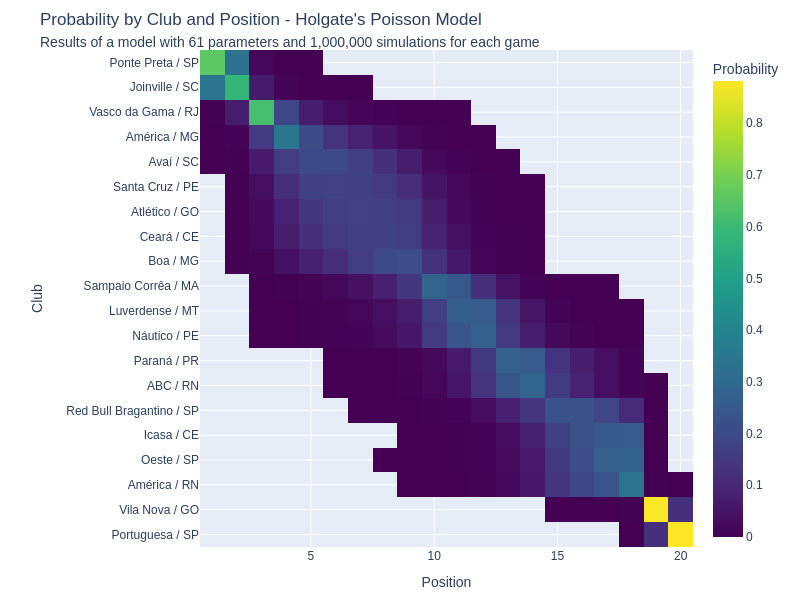 Probability by Club and Position - Holgate's Poisson Model
Results of a model with 61 parameters and 1,000,000 simulations for each game
Probability
Club
Ponte Preta / SP
Joinville / SC
Vasco da Gama / RJ
América / MG
Avaí / SC
Santa Cruz / PE
Atlético / GO
Ceará / CE
Boa / MG
Sampaio Corrêa / MA
Luverdense / MT
Náutico / PE
Paraná / PR
ABC / RN
Red Bull Bragantino / SP
Icasa / CE
Oeste / SP
América / RN
Vila Nova / GO
Portuguesa / SP
0.8
0.7
0.6
0.5
0.4
0.3
0.2
0.1
0
5 10 15 20
Position